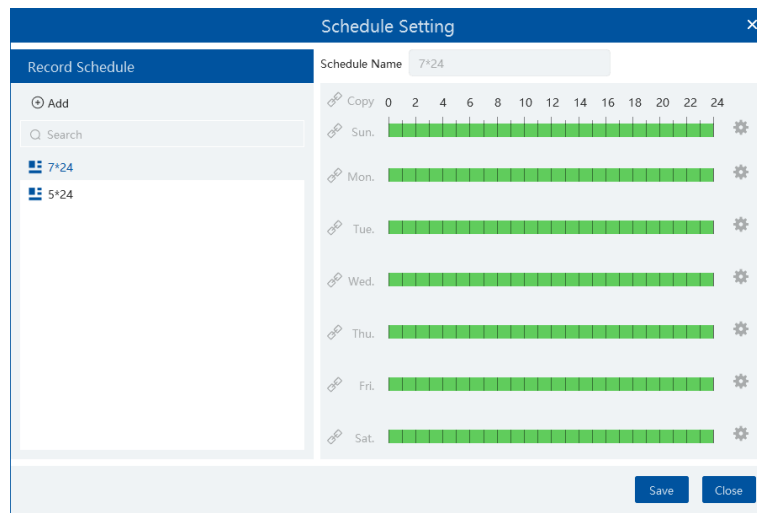 Schedule Setting
Record Schedule
Schedule Name 7*24
Add
Copy 0 2 4 6 8 10 12 14 16 18 20 22 24
Search
Sun.
7*24
Mon.
5*24
Tue.
Wed.
Thu.
Fri.
Sat.
Save Close